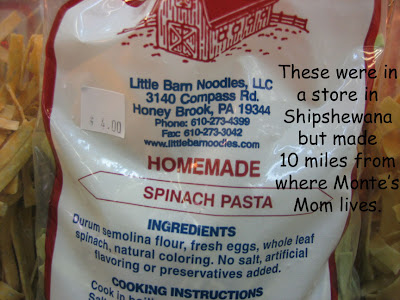 Little Barn Noodles, LLC
3140 Compass Rd.
Honey Brook, PA 19344
Phone: 610-273-4399
Fax: 610-273-3042
www.littlebarnoodles.com
$ 4.00
HOMEMADE
SPINACH PASTA
INGREDIENTS
Durum semolina flour, fresh eggs, whole leaf
spinach, natural coloring. No salt, artificial
flavoring or preservatives added.
COOKING INSTRUCTIONS
Cook in
These were in
a store in
Shipshewana
but made
10 miles from
where Monte's
Mom lives.